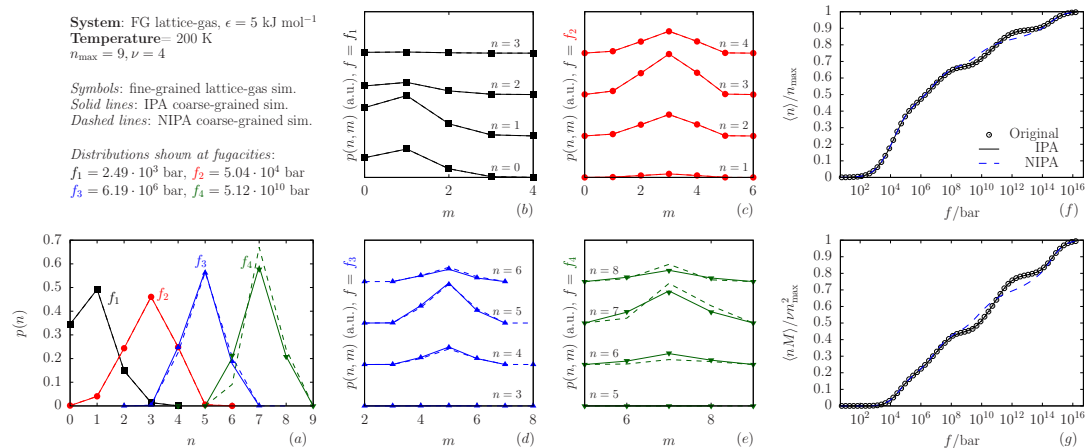 System: FG lattice-gas, ϵ = 5 kJ mol⁻¹
Temperature= 200 K
n_max = 9, ν = 4
Symbols: fine-grained lattice-gas sim.
Solid lines: IPA coarse-grained sim.
Dashed lines: NIPA coarse-grained sim.
Distributions shown at fugacities:
f₁ = 2.49 · 10³ bar, f₂ = 5.04 · 10⁴ bar
f₃ = 6.19 · 10⁶ bar, f₄ = 5.12 · 10¹⁰ bar
p(n, m) (a.u.), f = f₁
n = 3
n = 2
n = 1
n = 0
0 1 2 3 4
m
(b)
p(n, m) (a.u.), f = f₂
n = 4
n = 3
n = 2
n = 1
0 1 2 3 4 5 6
m
(c)
⟨n⟩/n_max
1
0.9
0.8
0.7
0.6
0.5
0.4
0.3
0.2
0.1
0
Original
IPA
NIPA
10² 10⁴ 10⁶ 10⁸ 10¹⁰ 10¹² 10¹⁴ 10¹⁶
f/bar
(f)
p(n)
0.7
0.6
0.5
0.4
0.3
0.2
0.1
0
f₁
f₂
f₃
f₄
0 1 2 3 4 5 6 7 8 9
n
(a)
p(n, m) (a.u.), f = f₃
n = 6
n = 5
n = 4
n = 3
2 3 4 5 6 7 8
m
(d)
p(n, m) (a.u.), f = f₄
n = 8
n = 7
n = 6
n = 5
6 7 8 9
m
(e)
⟨nM⟩/νn²_max
1
0.9
0.8
0.7
0.6
0.5
0.4
0.3
0.2
0.1
0
10² 10⁴ 10⁶ 10⁸ 10¹⁰ 10¹² 10¹⁴ 10¹⁶
f/bar
(g)